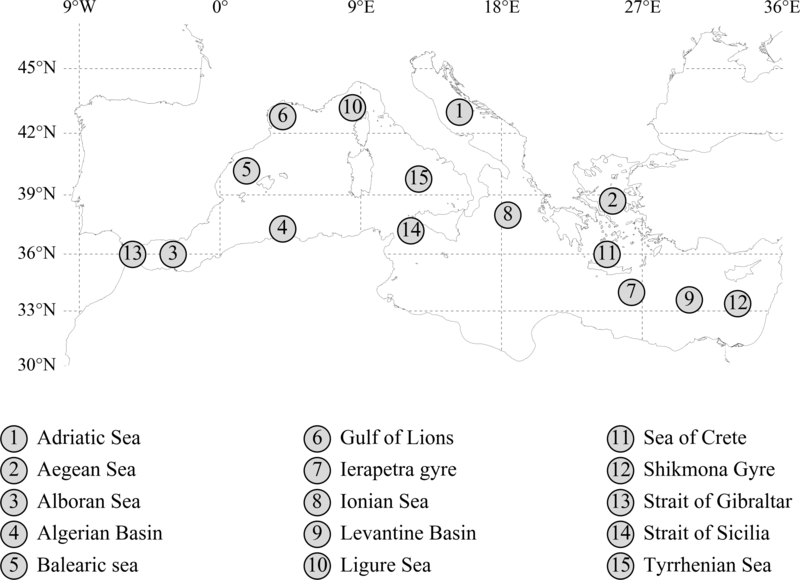 9°W 0° 9°E 18°E 27°E 36°E
45°N
10
6
1
42°N
5
15
39°N
2
8
4
14
13
3
36°N
11
7
9
12
33°N
30°N
1 Adriatic Sea
2 Aegean Sea
3 Alboran Sea
4 Algerian Basin
5 Balearic sea
6 Gulf of Lions
7 Ierapetra gyre
8 Ionian Sea
9 Levantine Basin
10 Ligure Sea
11 Sea of Crete
12 Shikmona Gyre
13 Strait of Gibraltar
14 Strait of Sicilia
15 Tyrrhenian Sea